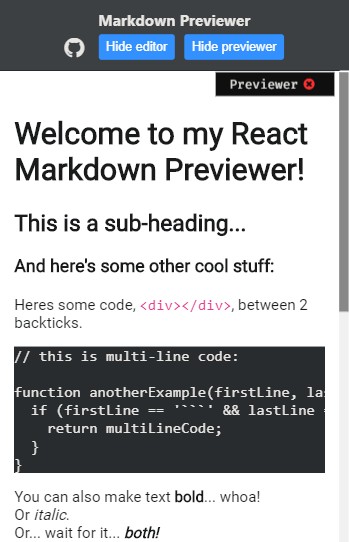 Markdown Previewer
Hide editor Hide previewer
Previewer
Welcome to my React
Markdown Previewer!
This is a sub-heading...
And here's some other cool stuff:
Heres some code, <div></div>, between 2
backticks.
// this is multi-line code:
function anotherExample(firstLine, las
if (firstLine == '```' && lastLine =
return multiLineCode;
}
}
You can also make text bold... whoa!
Or italic.
Or... wait for it... both!